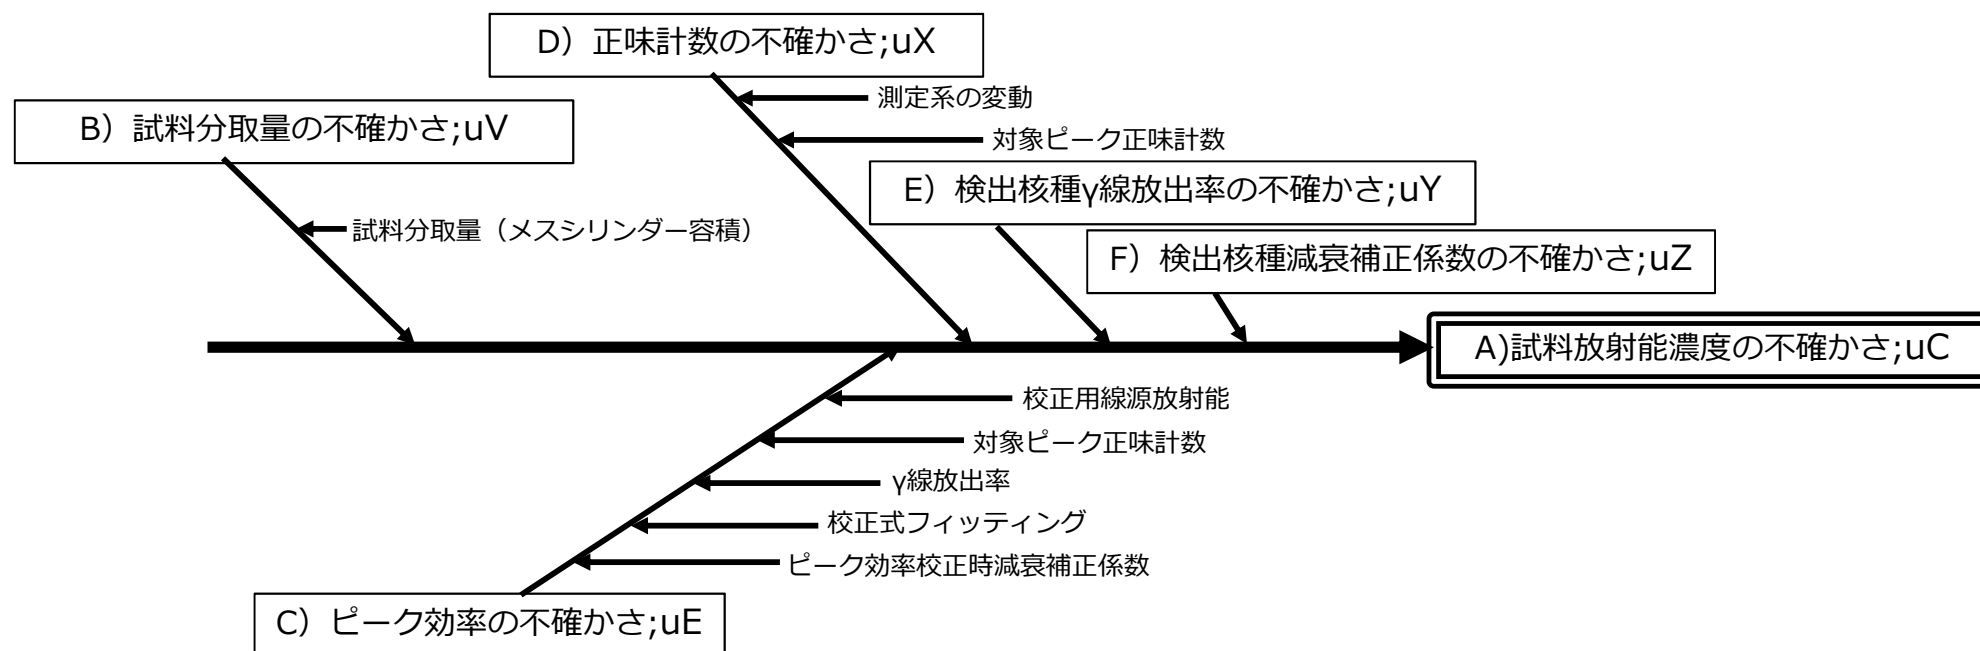 D）正味計数の不確かさ;uX
測定系の変動
B）試料分取量の不確かさ;uV
対象ピーク正味計数
E）検出核種γ線放出率の不確かさ;uY
試料分取量（メスシリンダー容積）
F）検出核種減衰補正係数の不確かさ;uZ
A)試料放射能濃度の不確かさ;uC
校正用線源放射能
対象ピーク正味計数
γ線放出率
校正式フィッティング
ピーク効率校正時減衰補正係数
C）ピーク効率の不確かさ;uE